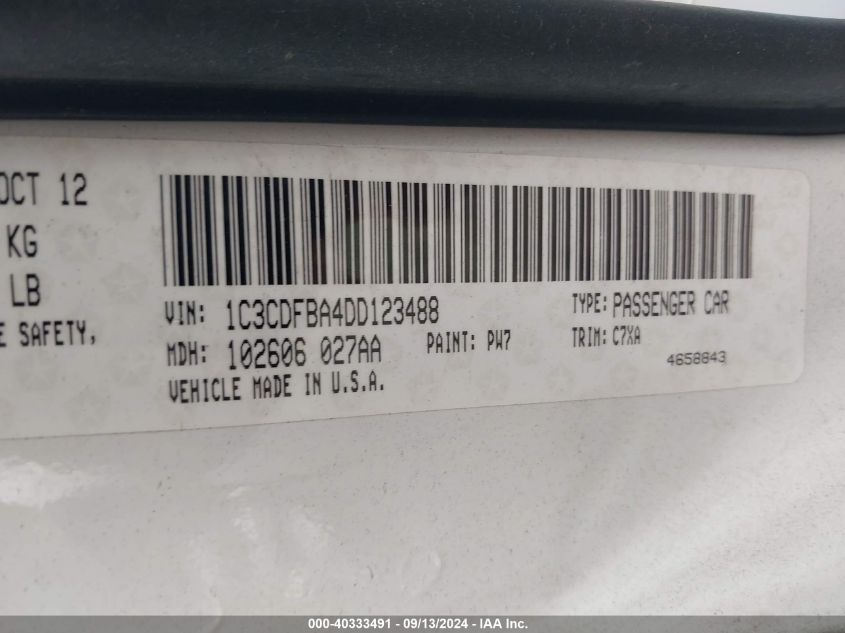 OCT 12
KG
LB
SAFETY,
VIN: 1C3CDFBA4DD123488
TYPE: PASSENGER CAR
MDH: 102606 027AA
PAINT: PW7
TRIM: C7XA
VEHICLE MADE IN U.S.A.
4658843
000-40333491 - 09/13/2024 - IAA Inc.